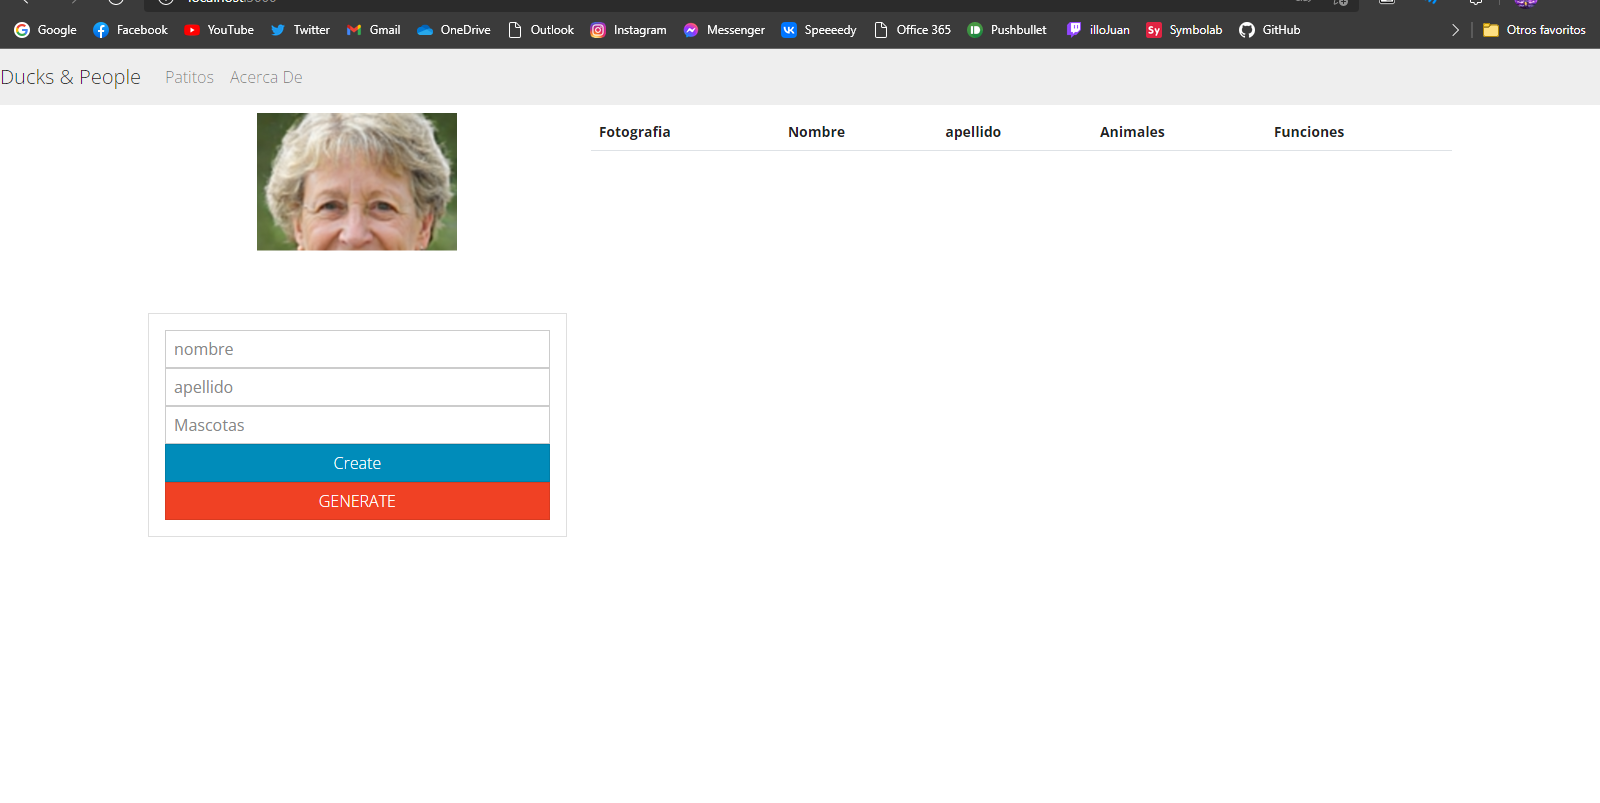 Google Facebook YouTube Twitter Gmail OneDrive Outlook Instagram Messenger Speeeedy Office 365 Pushbullet illoJuan Symbolab GitHub Otros favoritos
Ducks & People Patitos Acerca De
Fotografia Nombre apellido Animales Funciones
nombre
apellido
Mascotas
Create
GENERATE